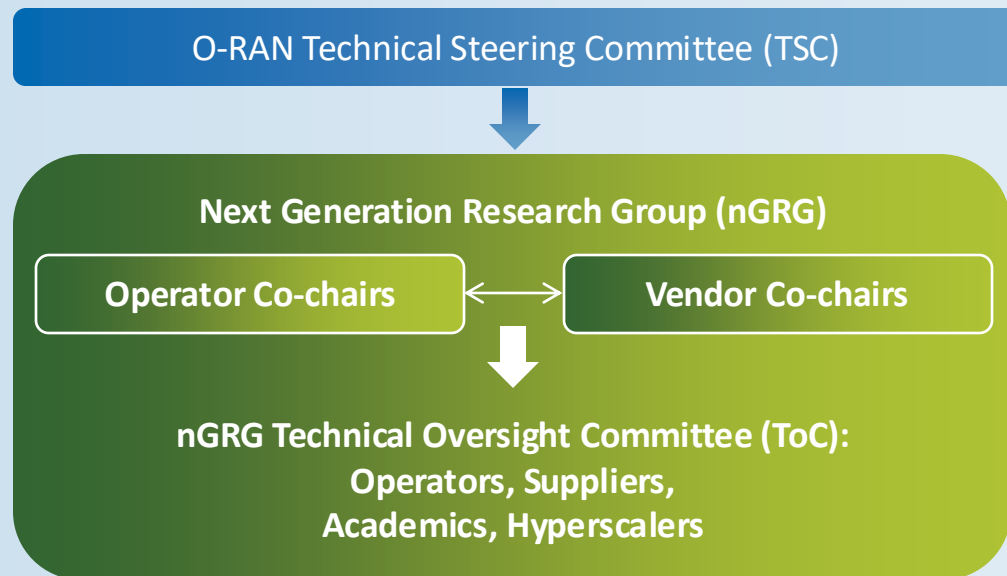 O-RAN Technical Steering Committee (TSC)
Next Generation Research Group (nGRG)
Operator Co-chairs
Vendor Co-chairs
nGRG Technical Oversight Committee (ToC):
Operators, Suppliers,
Academics, Hyperscalers